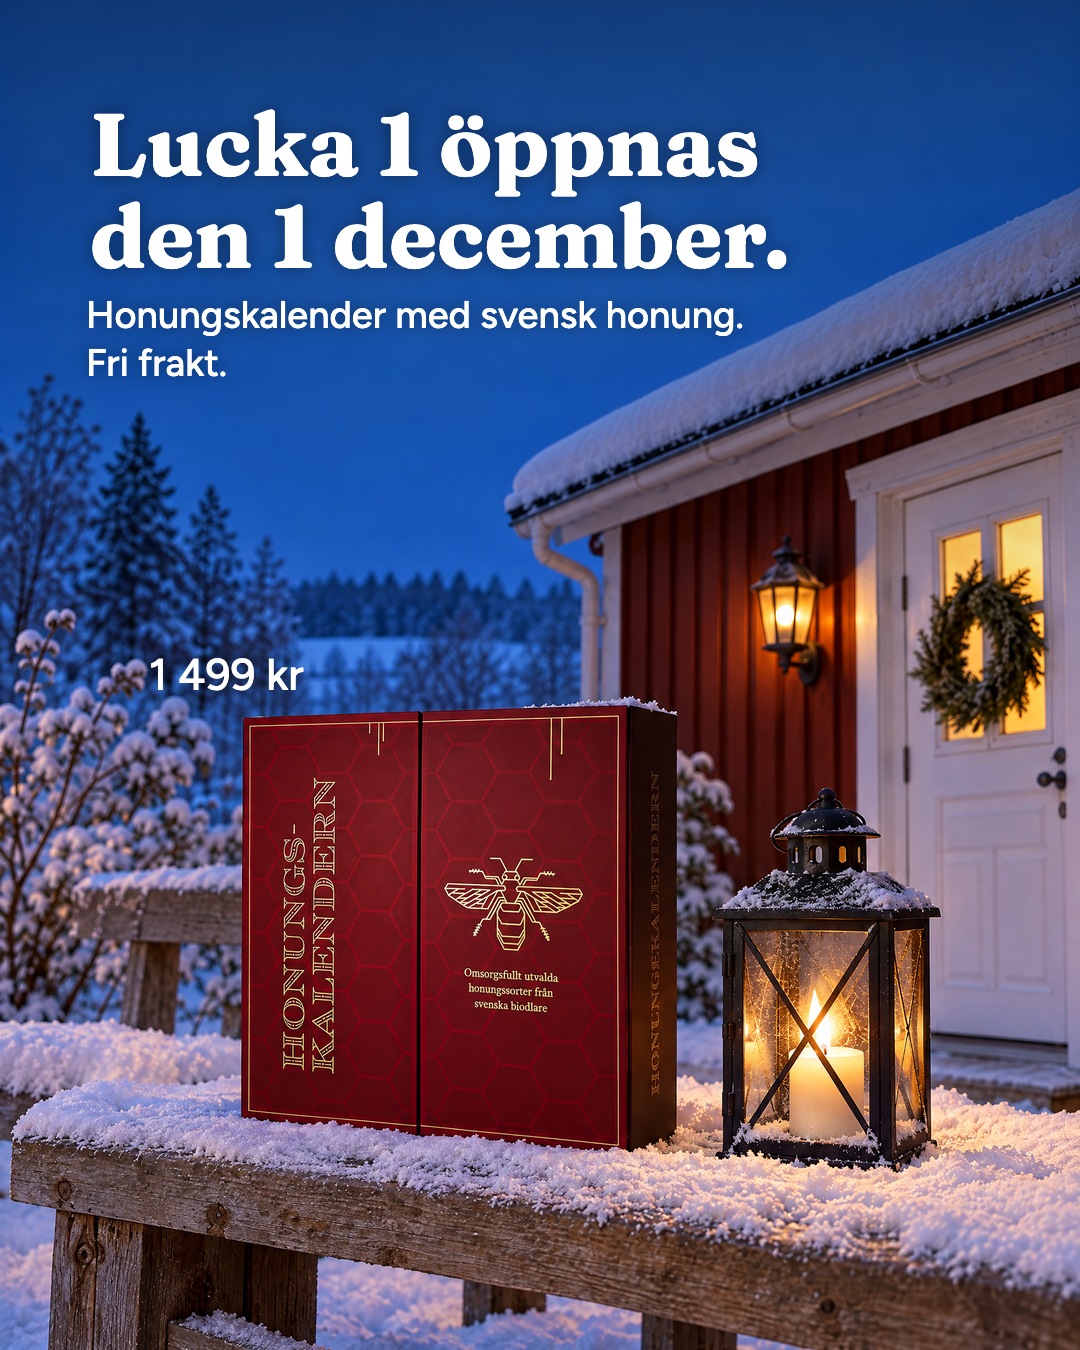 Lucka 1 öppnas
den 1 december.
Honungskalender med svensk honung.
Fri frakt.
1 499 kr
HONUNGS-
KALENDERN
Omsorgsfullt utvalda
honungssorter från
svenska biodlare
HONUNGEKALENDERN